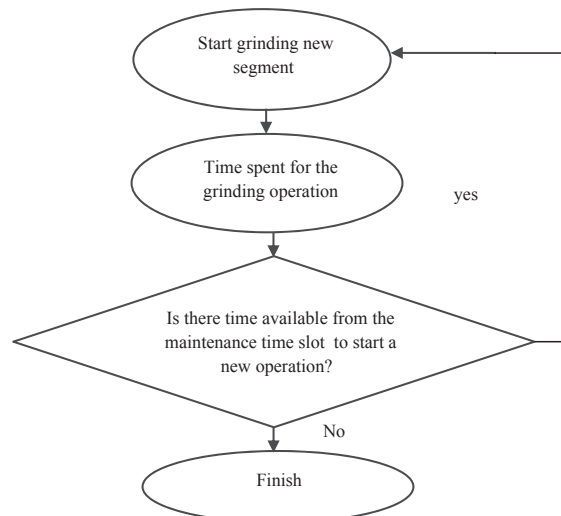 Start grinding new
segment
Time spent for the
grinding operation
yes
Is there time available from the
maintenance time slot to start a
new operation?
No
Finish